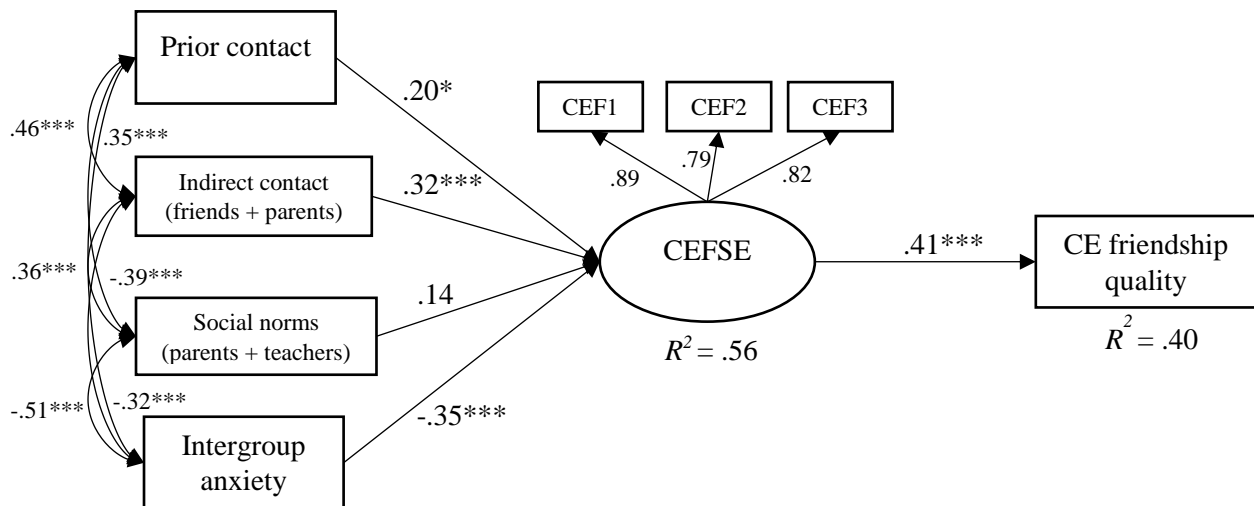 Prior contact
.20*
CEF1
CEF2
CEF3
.46***
.35***
.89
.79
.82
Indirect contact
(friends + parents)
.32***
CEFSE
.41***
CE friendship
quality
.36***
-.39***
.14
Social norms
(parents + teachers)
R² = .56
R² = .40
-.51***
-.32***
-.35***
Intergroup
anxiety